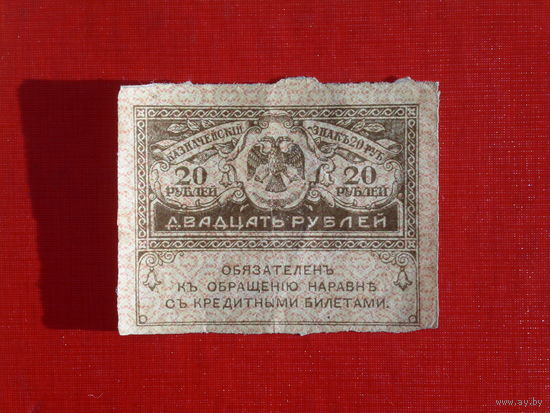 КАЗНАЧЕЙСКІЙ ЗНАКЪ 20 РУБ.
20 РУБЛЕЙ
20 РУБЛЕЙ
ДВАДЦАТЬ РУБЛЕЙ
ОБЯЗАТЕЛЕНЪ
КЪ ОБРАЩЕНІЮ НАРАВНѢ
СЪ КРЕДИТНЫМИ БИЛЕТАМИ.
www.ay.by